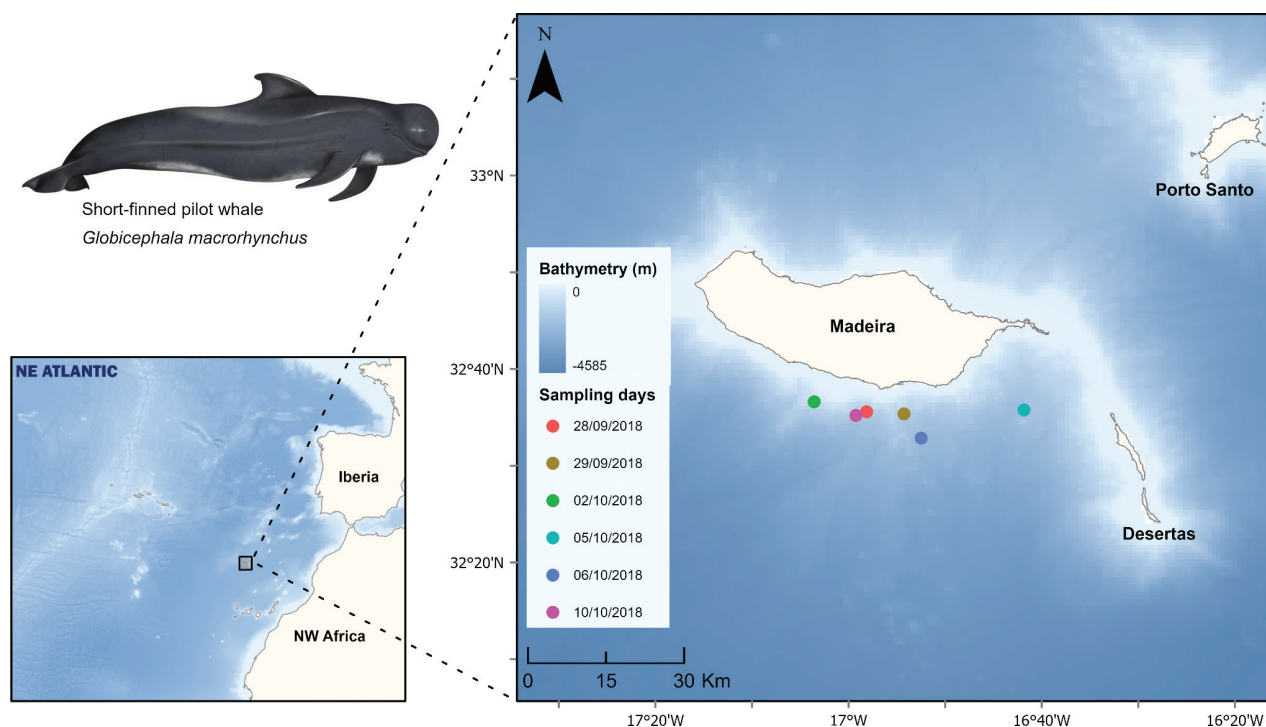 Short-finned pilot whale
Globicephala macrorhynchus
NE ATLANTIC
Iberia
NW Africa
N
33°N
32°40'N
32°20'N
Porto Santo
Madeira
Desertas
Bathymetry (m)
0
-4585
Sampling days
28/09/2018
29/09/2018
02/10/2018
05/10/2018
06/10/2018
10/10/2018
0 15 30 Km
17°20'W 17°W 16°40'W 16°20'W